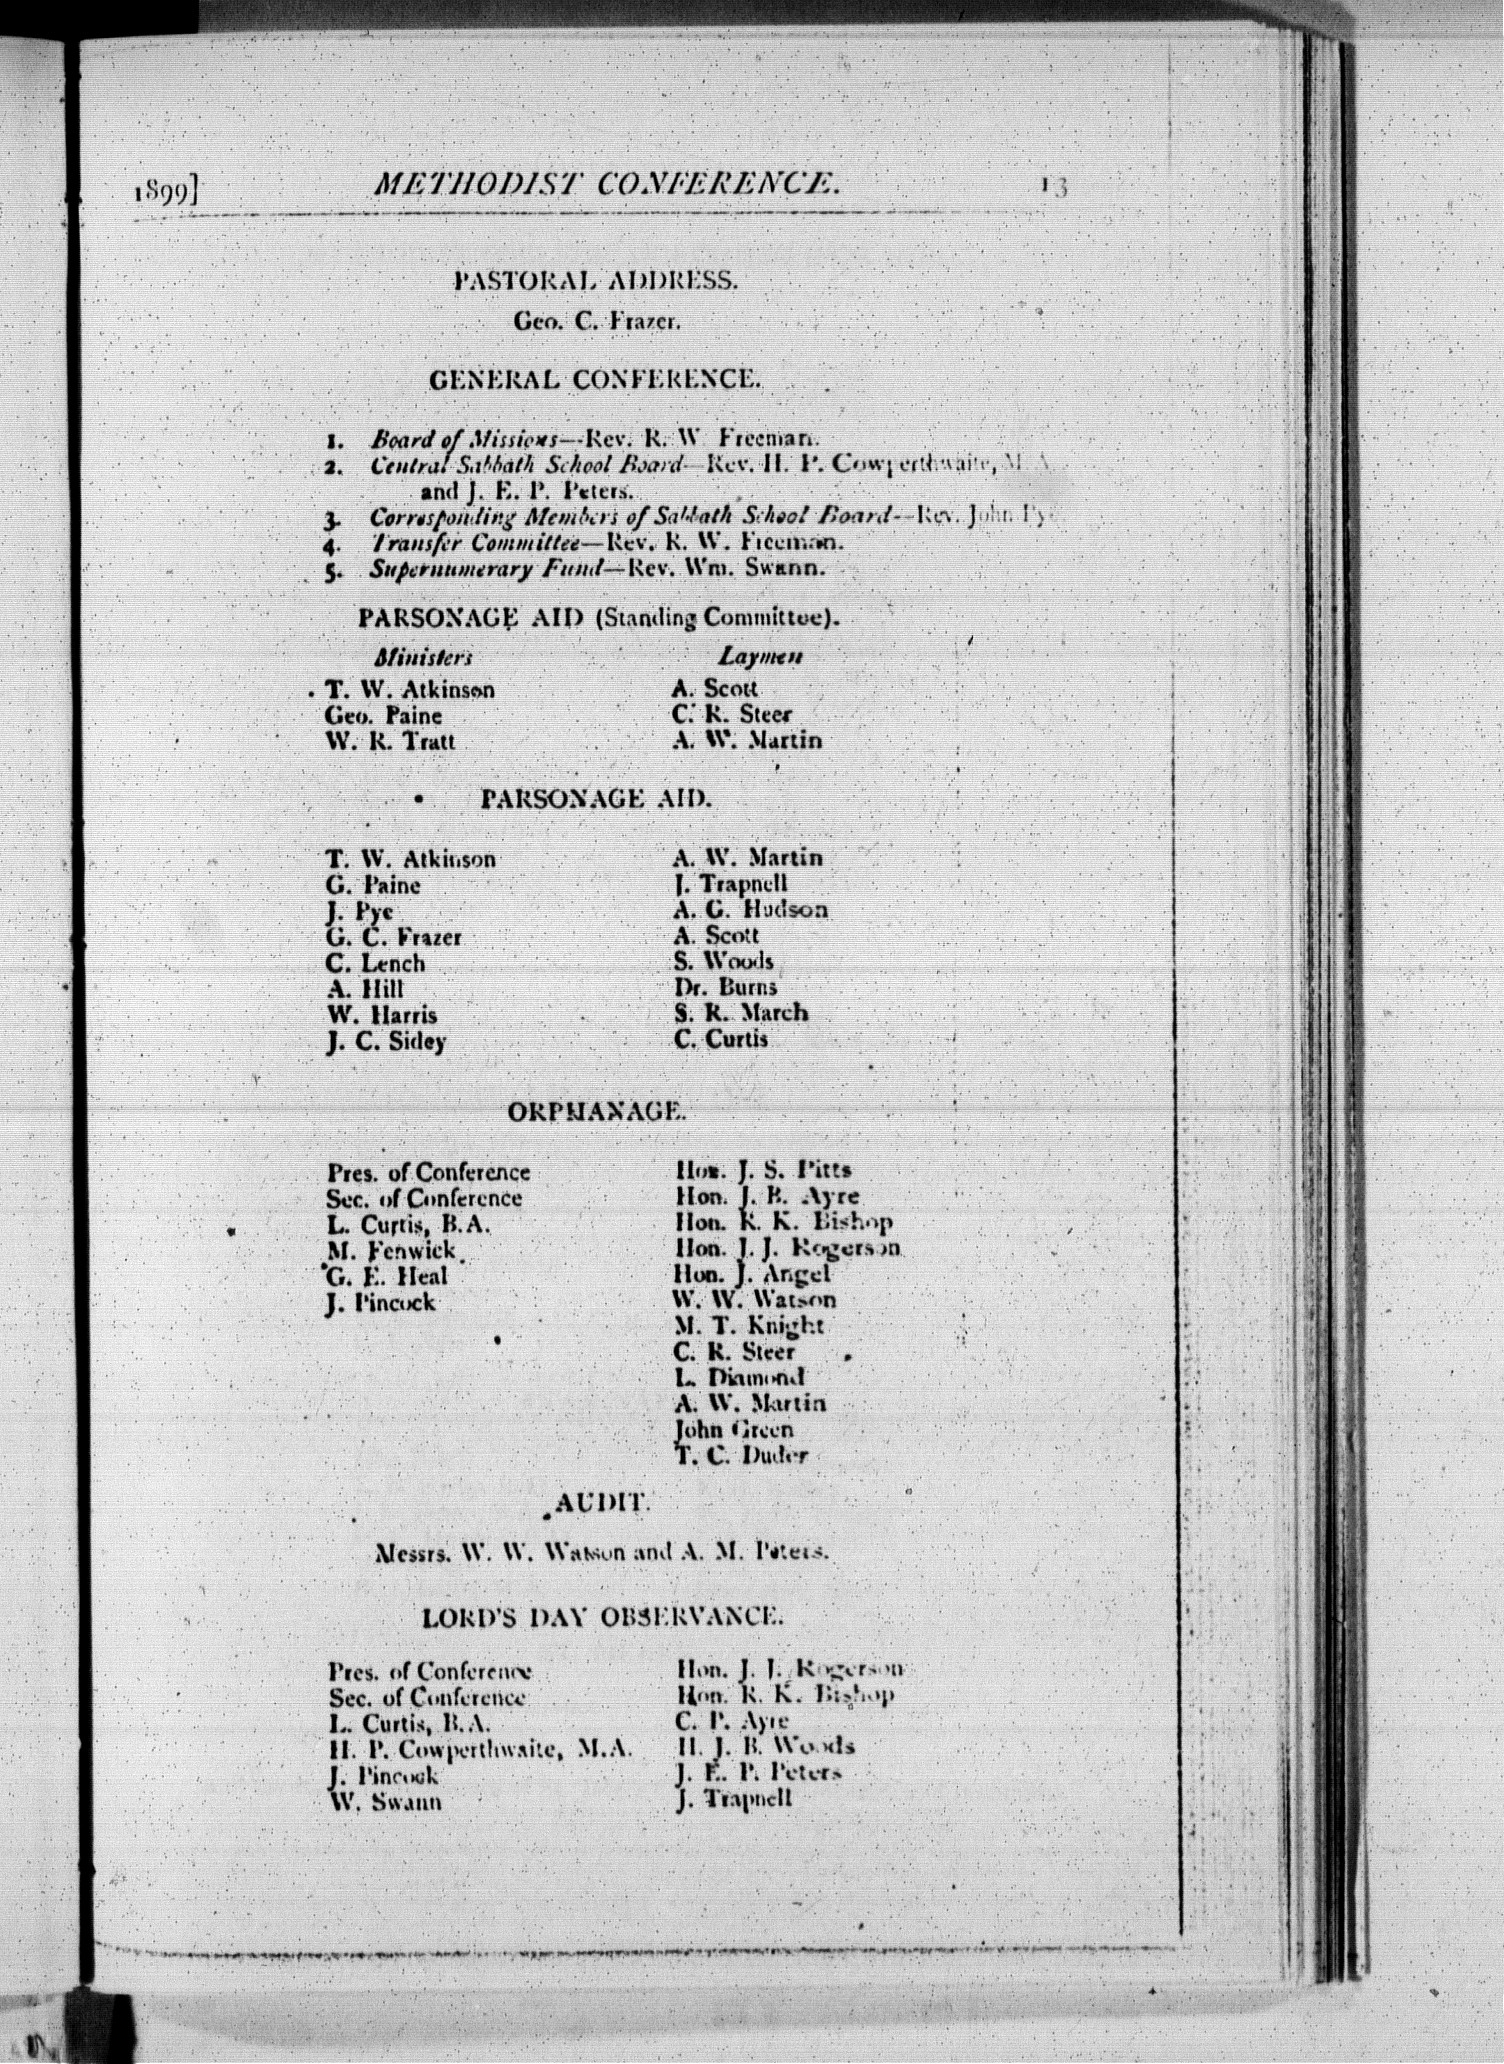 1899] METHODIST CONFERENCE. 13
PASTORAL ADDRESS.
Geo. C. Frazer.
GENERAL CONFERENCE.
1. Board of Missions—Rev. R. W Freeman.
2. Central Sabbath School Board—Rev. H. P. Cowperthwaite, M.A
and J. E. P. Peters.
3. Corresponding Members of Sabbath School Board—Rev. John Pye
4. Transfer Committee—Rev. R. W. Freeman.
5. Supernumerary Fund—Rev. Wm. Swann.
PARSONAGE AID (Standing Committee).
Ministers Laymen
T. W. Atkinson A. Scott
Geo. Paine C. R. Steer
W. R. Tratt A. W. Martin
PARSONAGE AID.
T. W. Atkinson A. W. Martin
G. Paine J. Trapnell
J. Pye A. G. Hudson
G. C. Frazer A. Scott
C. Lench S. Woods
A. Hill Dr. Burns
W. Harris S. R. March
J. C. Sidey C. Curtis
ORPHANAGE.
Pres. of Conference Hon. J. S. Pitts
Sec. of Conference Hon. J. B. Ayre
L. Curtis, B.A. Hon. R. K. Bishop
M. Fenwick Hon. J. J. Rogerson
G. E. Heal Hon. J. Angel
J. Pincock W. W. Watson
M. T. Knight
C. R. Steer
L. Diamond
A. W. Martin
John Green
T. C. Duder
AUDIT.
Messrs. W. W. Watson and A. M. Peters.
LORD'S DAY OBSERVANCE.
Pres. of Conference Hon. J. J. Rogerson
Sec. of Conference Hon. R. K. Bishop
L. Curtis, B.A. C. P. Ayre
H. P. Cowperthwaite, M.A. H. J. B. Woods
J. Pincock J. E. P. Peters
W. Swann J. Trapnell